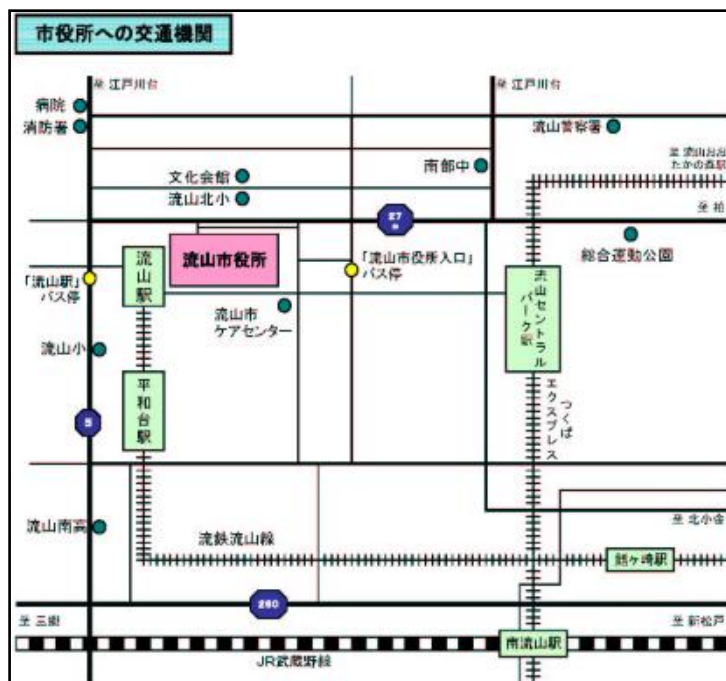 市役所への交通機関
至 江戸川台
至 江戸川台
病院
消防署
流山警察署
至 流山おお
たかの森駅
南部中
文化会館
流山北小
至 柏
27
流山市役所
流山駅
「流山駅」
バス停
「流山市役所入口」
バス停
総合運動公園
流山セントラル
パーク駅
流山市
ケアセンター
流山小
平和台駅
つくば
エクスプレス
5
流山南高
流鉄流山線
至 北小金
鰭ヶ崎駅
280
至 三郷
至 新松戸
南流山駅
JR武蔵野線